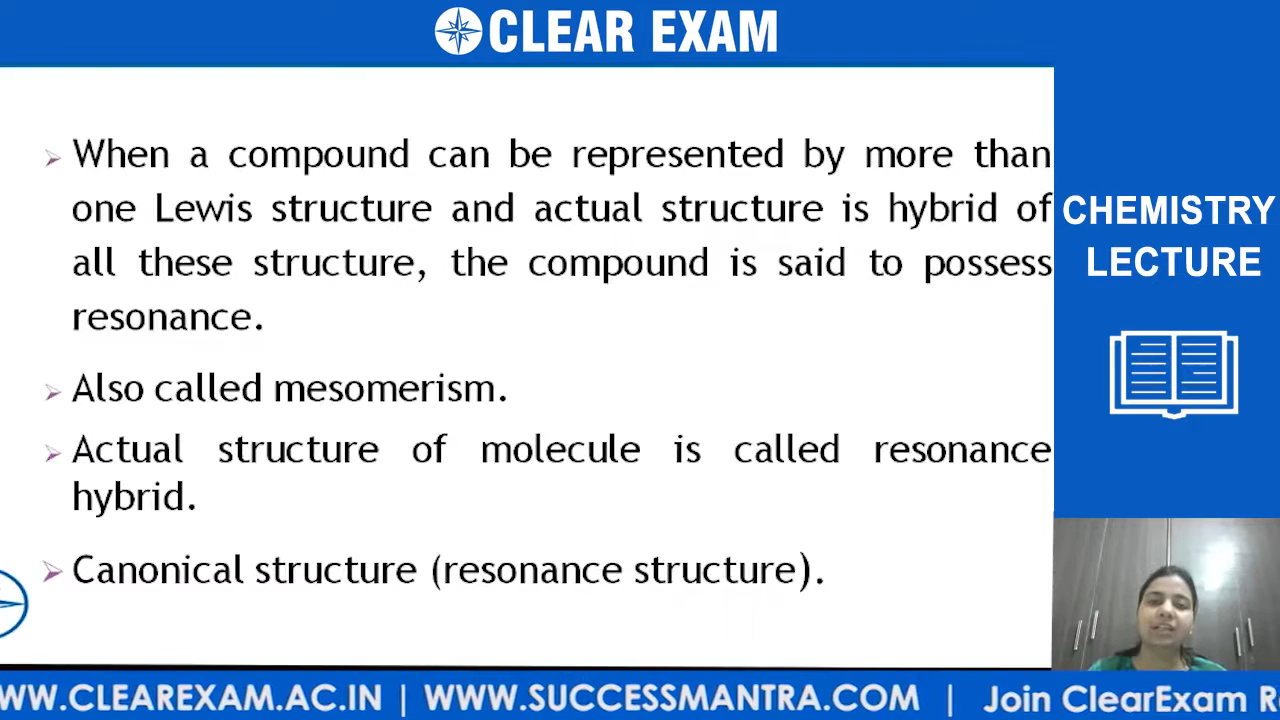 CLEAR EXAM
When a compound can be represented by more than
one Lewis structure and actual structure is hybrid of
all these structure, the compound is said to possess
resonance.
Also called mesomerism.
Actual structure of molecule is called resonance
hybrid.
Canonical structure (resonance structure).
CHEMISTRY
LECTURE
WW.CLEAREXAM.AC.IN | WWW.SUCCESSMANTRA.COM | Join ClearExam R